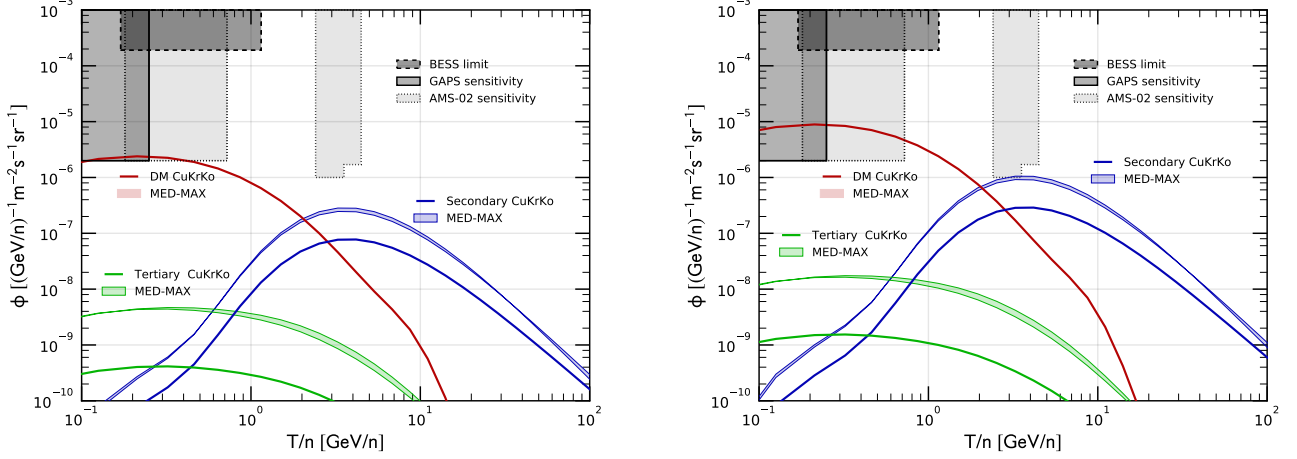 10⁻³
10⁻⁴
10⁻⁵
10⁻⁶
10⁻⁷
10⁻⁸
10⁻⁹
10⁻¹⁰
ϕ [(GeV/n)⁻¹m⁻²s⁻¹sr⁻¹]
BESS limit
GAPS sensitivity
AMS-02 sensitivity
DM CuKrKo
MED-MAX
Secondary CuKrKo
MED-MAX
Tertiary CuKrKo
MED-MAX
10⁻¹ 10⁰ 10¹ 10²
T/n [GeV/n]
10⁻³
10⁻⁴
10⁻⁵
10⁻⁶
10⁻⁷
10⁻⁸
10⁻⁹
10⁻¹⁰
ϕ [(GeV/n)⁻¹m⁻²s⁻¹sr⁻¹]
BESS limit
GAPS sensitivity
AMS-02 sensitivity
Secondary CuKrKo
MED-MAX
DM CuKrKo
MED-MAX
Tertiary CuKrKo
MED-MAX
10⁻¹ 10⁰ 10¹ 10²
T/n [GeV/n]